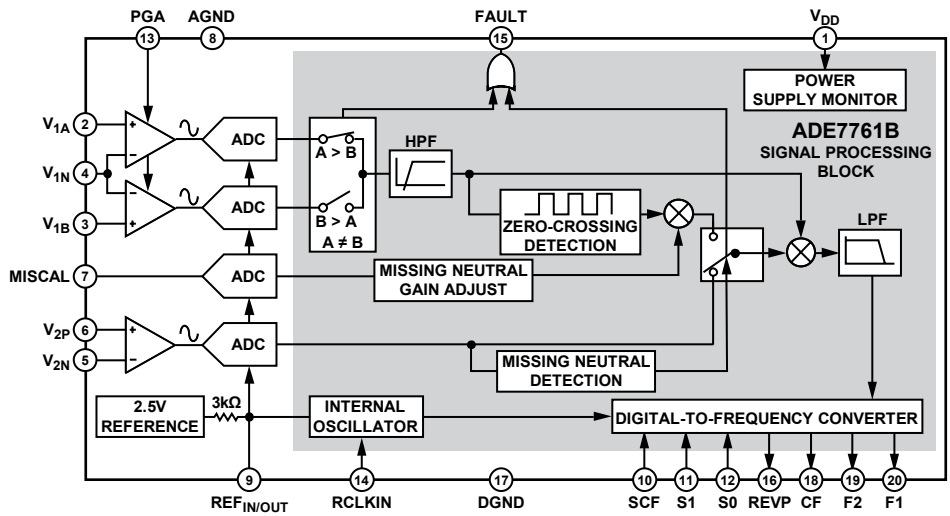 PGA AGND FAULT VDD
13 8 15 1
POWER
SUPPLY MONITOR
V1A 2 + − ADC
A > B
HPF
ADE7761B
SIGNAL PROCESSING
BLOCK
V1N 4
V1B 3 − + ADC
B > A
A ≠ B
ZERO-CROSSING
DETECTION
LPF
MISCAL 7 ADC
MISSING NEUTRAL
GAIN ADJUST
V2P 6 +
V2N 5 − ADC
MISSING NEUTRAL
DETECTION
2.5V
REFERENCE
3kΩ
INTERNAL
OSCILLATOR
DIGITAL-TO-FREQUENCY CONVERTER
9 14 17 10 11 12 16 18 19 20
REFIN/OUT RCLKIN DGND SCF S1 S0 REVP CF F2 F1